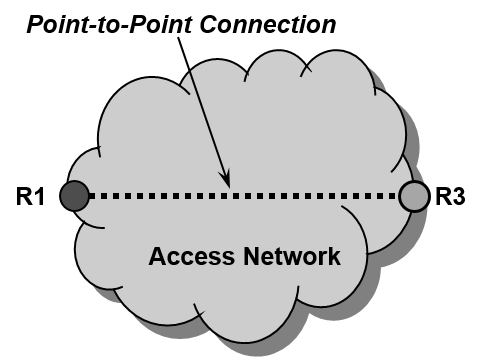 Point-to-Point Connection
R1
R3
Access Network